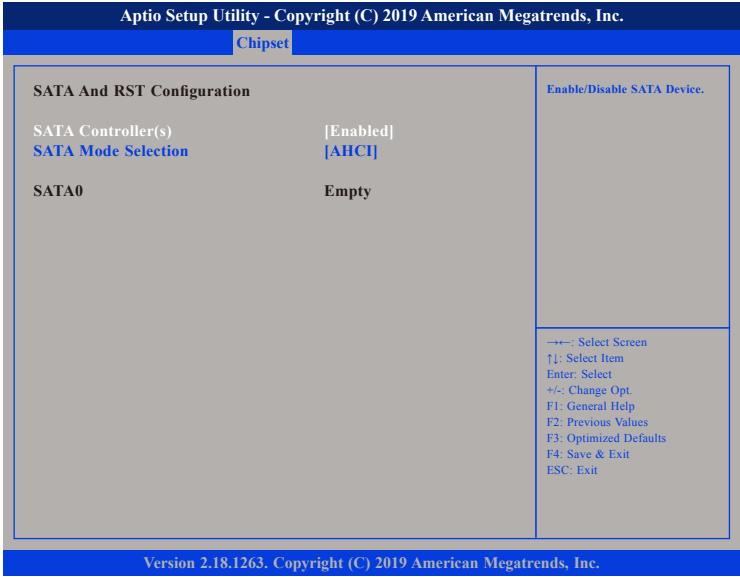 Aptio Setup Utility - Copyright (C) 2019 American Megatrends, Inc.
Chipset
SATA And RST Configuration
SATA Controller(s) [Enabled]
SATA Mode Selection [AHCI]
SATA0 Empty
Enable/Disable SATA Device.
→←: Select Screen
↑↓: Select Item
Enter: Select
+/-: Change Opt.
F1: General Help
F2: Previous Values
F3: Optimized Defaults
F4: Save & Exit
ESC: Exit
Version 2.18.1263. Copyright (C) 2019 American Megatrends, Inc.